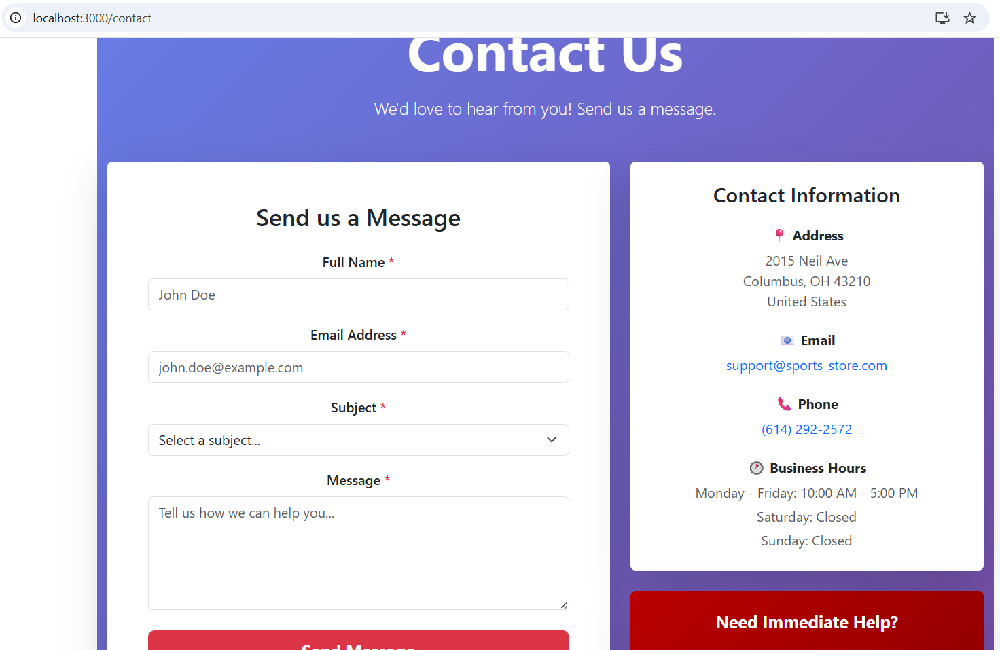 localhost:3000/contact
Contact Us
We'd love to hear from you! Send us a message.
Send us a Message
Full Name *
John Doe
Email Address *
john.doe@example.com
Subject *
Select a subject...
Message *
Tell us how we can help you...
Send Message
Contact Information
Address
2015 Neil Ave
Columbus, OH 43210
United States
Email
support@sports_store.com
Phone
(614) 292-2572
Business Hours
Monday - Friday: 10:00 AM - 5:00 PM
Saturday: Closed
Sunday: Closed
Need Immediate Help?